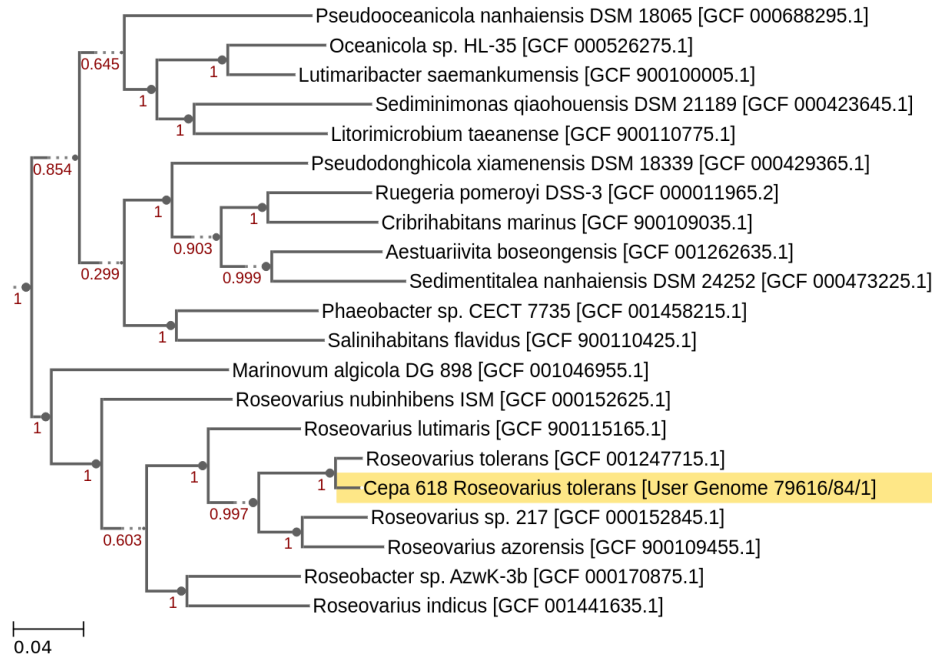 Pseudooceanicola nanhaiensis DSM 18065 [GCF 000688295.1]
Oceanicola sp. HL-35 [GCF 000526275.1]
0.645
1
Lutimaribacter saemankumensis [GCF 900100005.1]
1
Sediminimonas qiaohouensis DSM 21189 [GCF 000423645.1]
1
Litorimicrobium taeanense [GCF 900110775.1]
0.854
Pseudodonghicola xiamenensis DSM 18339 [GCF 000429365.1]
Ruegeria pomeroyi DSS-3 [GCF 000011965.2]
1
1
Cribrihabitans marinus [GCF 900109035.1]
0.903
Aestuariivita boseongensis [GCF 001262635.1]
0.299
0.999
Sedimentitalea nanhaiensis DSM 24252 [GCF 000473225.1]
1
Phaeobacter sp. CECT 7735 [GCF 001458215.1]
1
Salinihabitans flavidus [GCF 900110425.1]
Marinovum algicola DG 898 [GCF 001046955.1]
Roseovarius nubinhibens ISM [GCF 000152625.1]
1
Roseovarius lutimaris [GCF 900115165.1]
Roseovarius tolerans [GCF 001247715.1]
1
1
1
Cepa 618 Roseovarius tolerans [User Genome 79616/84/1]
0.997
Roseovarius sp. 217 [GCF 000152845.1]
0.603
1
Roseovarius azorensis [GCF 900109455.1]
Roseobacter sp. AzwK-3b [GCF 000170875.1]
1
Roseovarius indicus [GCF 001441635.1]
0.04